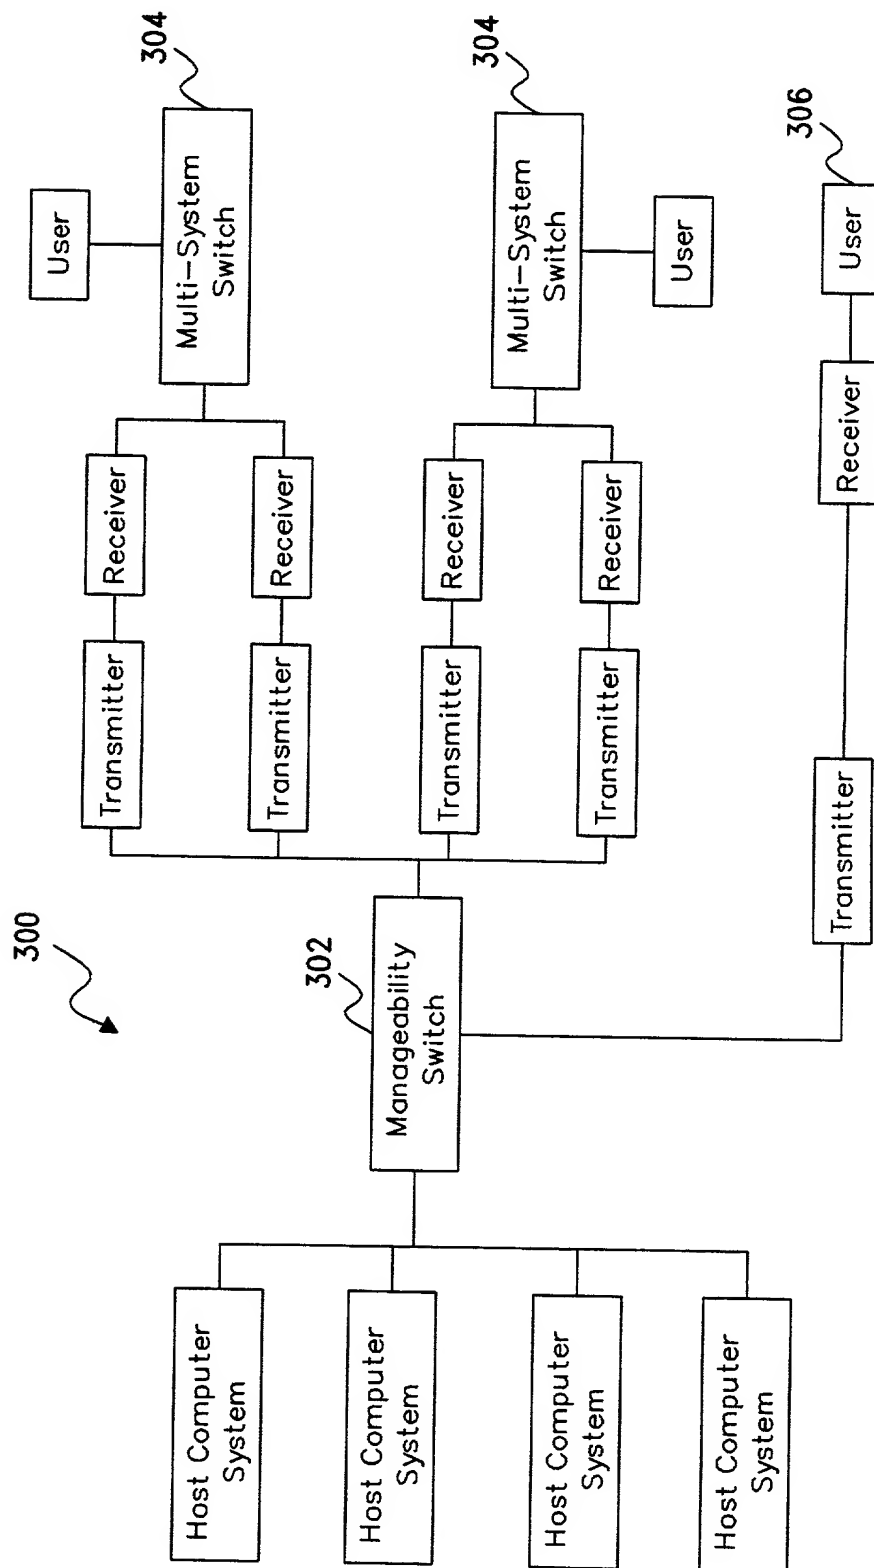 300
Host Computer
System
Host Computer
System
Host Computer
System
Host Computer
System
302
Manageability
Switch
Transmitter
Receiver
Transmitter
Receiver
Transmitter
Receiver
Transmitter
Receiver
User
304
Multi-System
Switch
304
Multi-System
Switch
User
Transmitter
Receiver
306
User